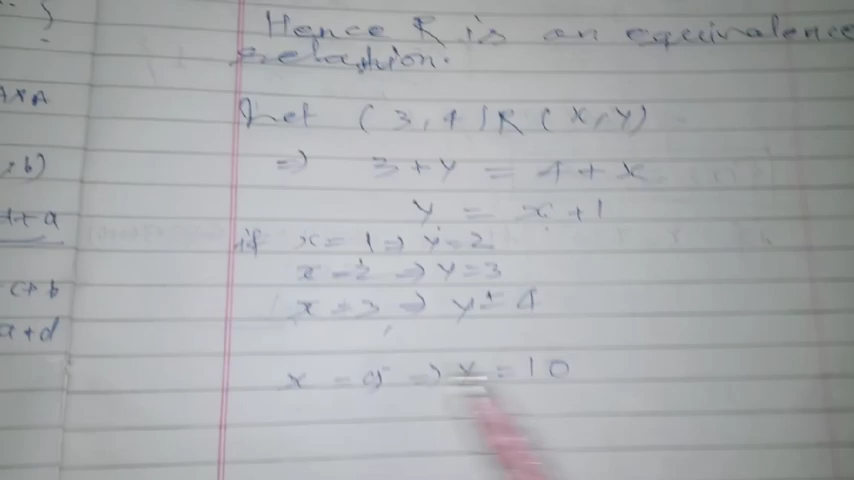 Hence R is an equivalence
relation.
AXA
Let (3,4)R(X,Y)
,b)
=) 3+y = 4+x
++a
y = x+1
if x=1=) y=2
x=2 =) y=3
c+b
x=3 =) y=4
a+d
x=9 =) y=10